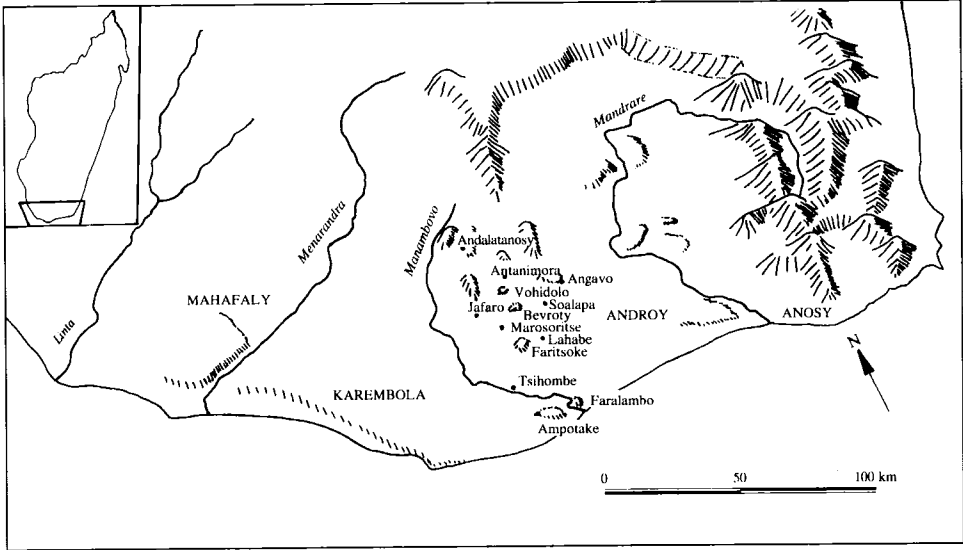 Mandrare
Menarandra
Manambovo
Andalatanosy
Antanimora
Angavo
MAHAFALY
Vohidolo
Jafaro
Soalapa
Bevroty
ANDROY
ANOSY
Linta
Marosoritse
Lahabe
Faritsoke
N
Tsihombe
KAREMBOLA
Faralambo
Ampotake
0 50 100 km